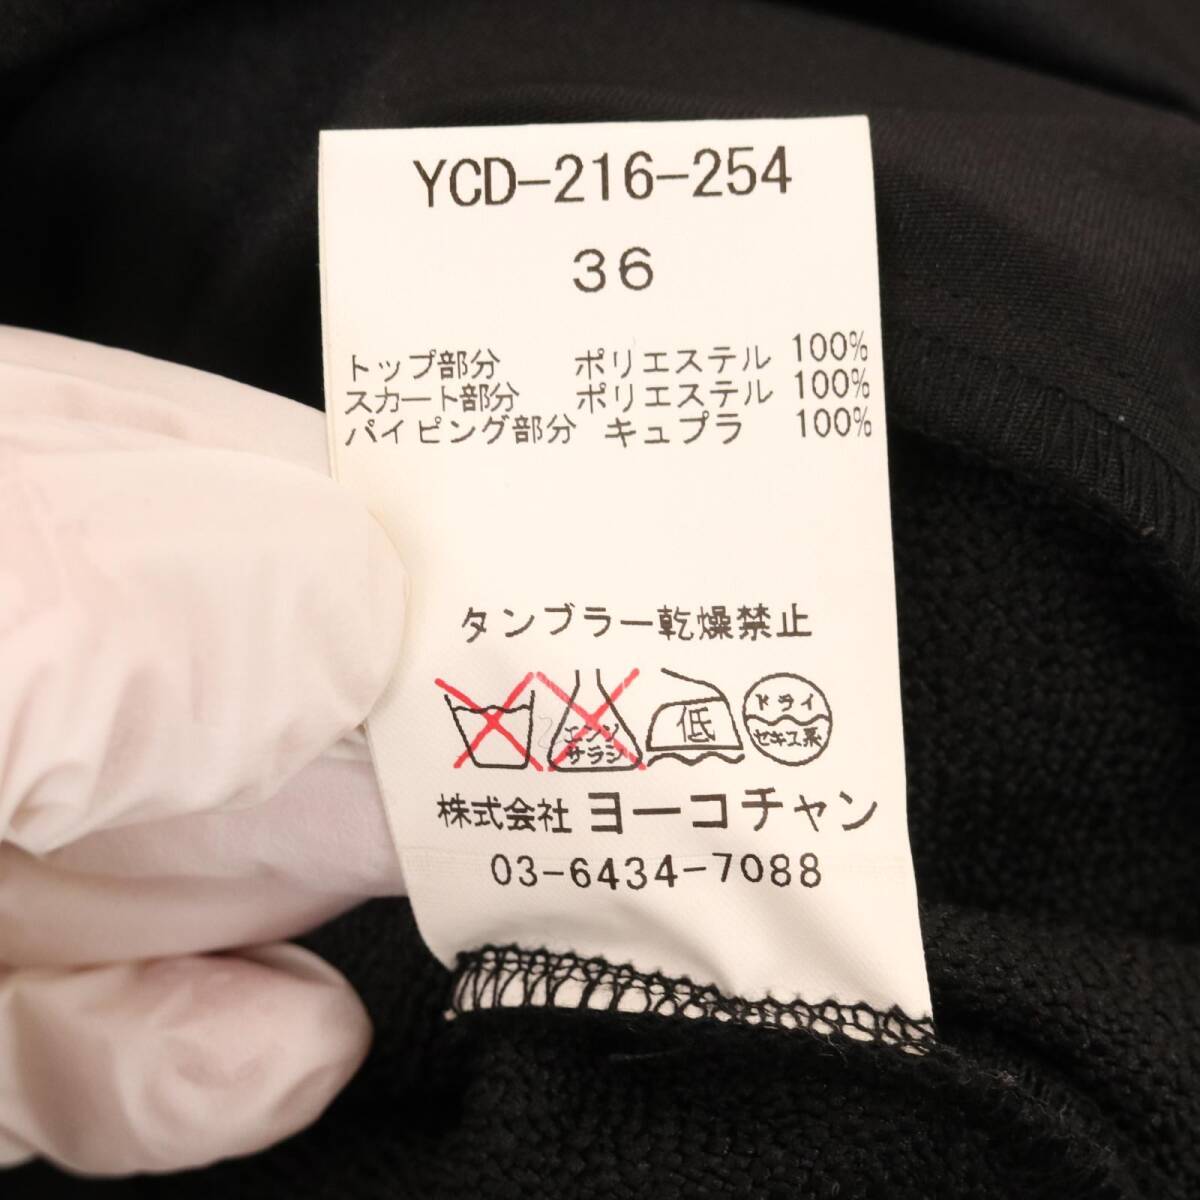 YCD-216-254
36
トップ部分 ポリエステル 100%
スカート部分 ポリエステル 100%
パイピング部分 キュプラ 100%
タンブラー乾燥禁止
エンソ
サラシ
低
ドライ
セキユ系
株式会社 ヨーコチャン
03-6434-7088